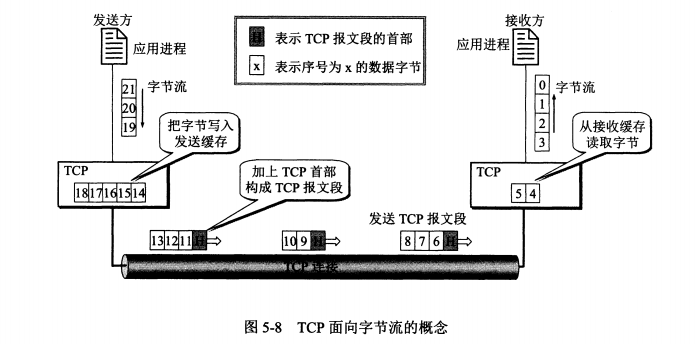 发送方
接收方
应用进程
H 表示 TCP 报文段的首部
x 表示序号为 x 的数据字节
应用进程
21
20
19
字节流
把字节写入
发送缓存
0
1
2
3
字节流
从接收缓存
读取字节
TCP
18 17 16 15 14
加上 TCP 首部
构成 TCP 报文段
TCP
5 4
发送 TCP 报文段
13 12 11 H
10 9 H
8 7 6 H
TCP 连接
图 5-8 TCP 面向字节流的概念